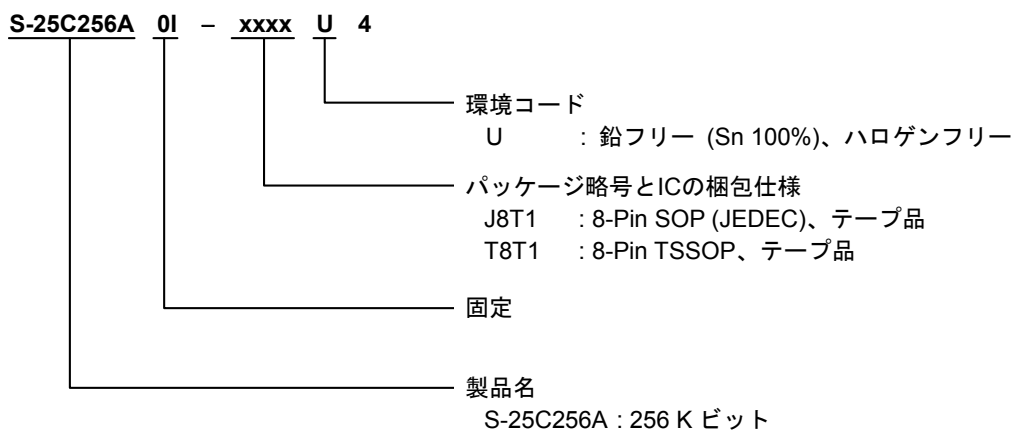 S-25C256A 0I – xxxx U 4
環境コード
U : 鉛フリー (Sn 100%)、ハロゲンフリー
パッケージ略号とICの梱包仕様
J8T1 : 8-Pin SOP (JEDEC)、テープ品
T8T1 : 8-Pin TSSOP、テープ品
固定
製品名
S-25C256A : 256 K ビット